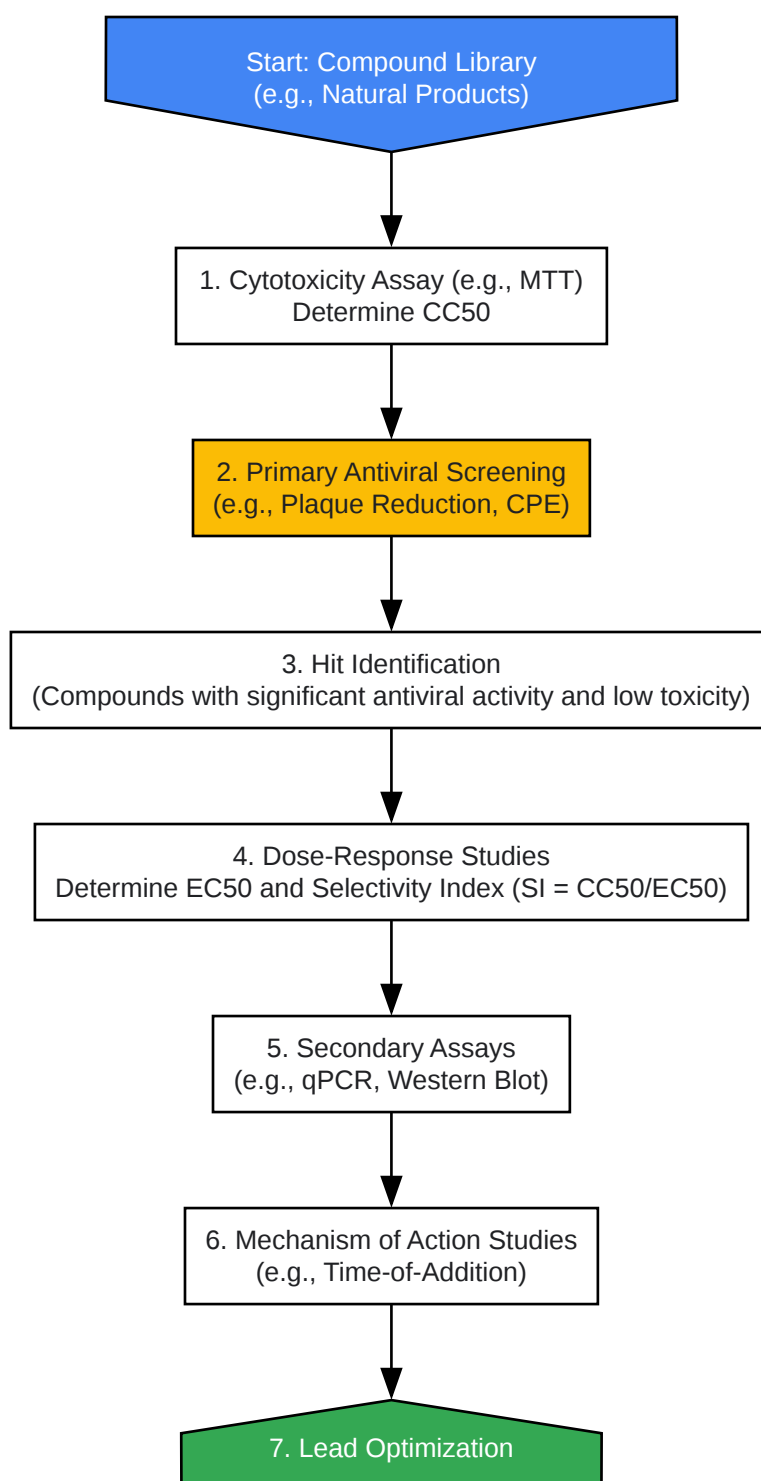 Start: Compound Library
(e.g., Natural Products)
1. Cytotoxicity Assay (e.g., MTT)
Determine CC50
2. Primary Antiviral Screening
(e.g., Plaque Reduction, CPE)
3. Hit Identification
(Compounds with significant antiviral activity and low toxicity)
4. Dose-Response Studies
Determine EC50 and Selectivity Index (SI = CC50/EC50)
5. Secondary Assays
(e.g., qPCR, Western Blot)
6. Mechanism of Action Studies
(e.g., Time-of-Addition)
7. Lead Optimization